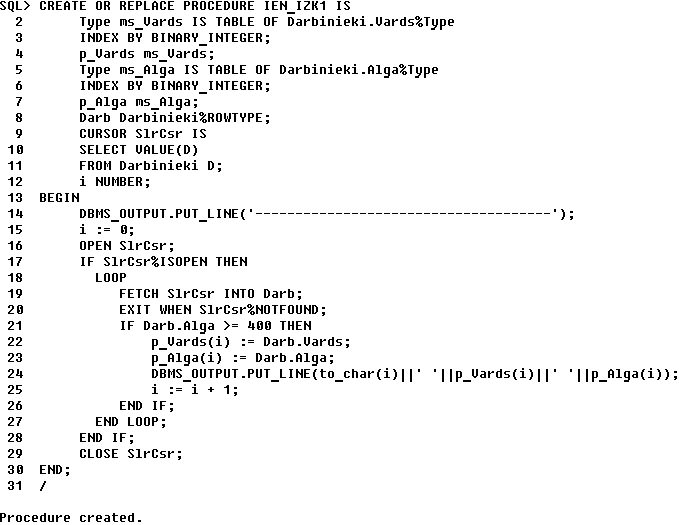 SQL> CREATE OR REPLACE PROCEDURE IEN_IZK1 IS
  2       Type ms_Vards IS TABLE OF Darbinieki.Vards%Type
  3       INDEX BY BINARY_INTEGER;
  4       p_Vards ms_Vards;
  5       Type ms_Alga IS TABLE OF Darbinieki.Alga%Type
  6       INDEX BY BINARY_INTEGER;
  7       p_Alga ms_Alga;
  8       Darb Darbinieki%ROWTYPE;
  9       CURSOR SlrCsr IS
 10       SELECT VALUE(D)
 11       FROM Darbinieki D;
 12       i NUMBER;
 13  BEGIN
 14       DBMS_OUTPUT.PUT_LINE('-------------------------------------');
 15       i := 0;
 16       OPEN SlrCsr;
 17       IF SlrCsr%ISOPEN THEN
 18         LOOP
 19            FETCH SlrCsr INTO Darb;
 20            EXIT WHEN SlrCsr%NOTFOUND;
 21            IF Darb.Alga >= 400 THEN
 22                p_Vards(i) := Darb.Vards;
 23                p_Alga(i) := Darb.Alga;
 24                DBMS_OUTPUT.PUT_LINE(to_char(i)||' '||p_Vards(i)||' '||p_Alga(i));
 25                i := i + 1;
 26            END IF;
 27         END LOOP;
 28       END IF;
 29       CLOSE SlrCsr;
 30  END;
 31  /
Procedure created.